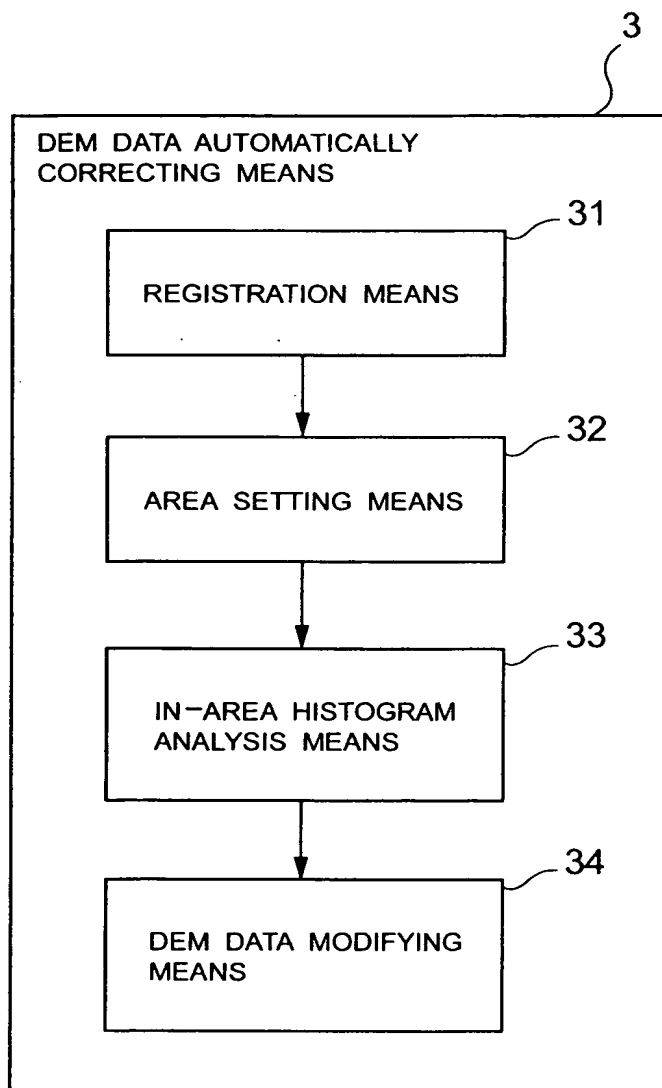 3
DEM DATA AUTOMATICALLY
CORRECTING MEANS
31
REGISTRATION MEANS
32
AREA SETTING MEANS
33
IN-AREA HISTOGRAM
ANALYSIS MEANS
34
DEM DATA MODIFYING
MEANS